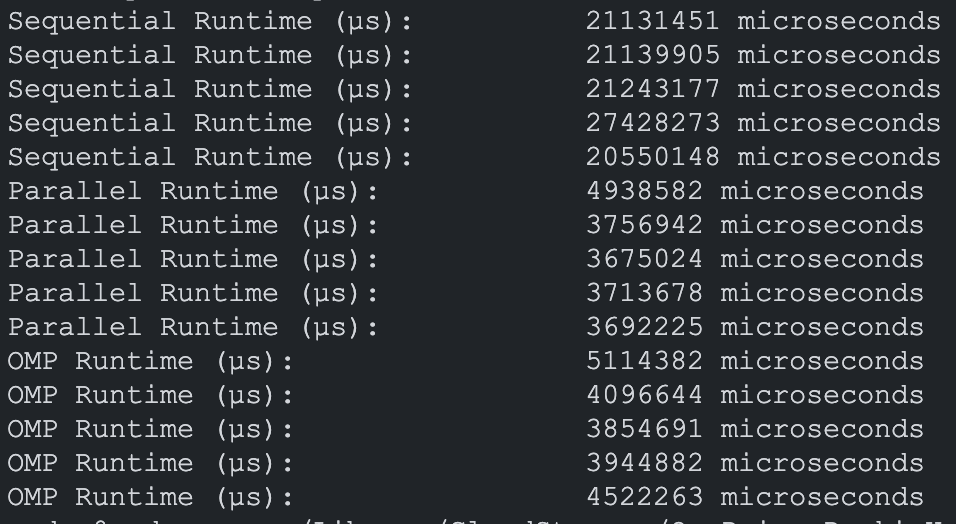 Sequential Runtime (µs): 21131451 microseconds
Sequential Runtime (µs): 21139905 microseconds
Sequential Runtime (µs): 21243177 microseconds
Sequential Runtime (µs): 27428273 microseconds
Sequential Runtime (µs): 20550148 microseconds
Parallel Runtime (µs): 4938582 microseconds
Parallel Runtime (µs): 3756942 microseconds
Parallel Runtime (µs): 3675024 microseconds
Parallel Runtime (µs): 3713678 microseconds
Parallel Runtime (µs): 3692225 microseconds
OMP Runtime (µs): 5114382 microseconds
OMP Runtime (µs): 4096644 microseconds
OMP Runtime (µs): 3854691 microseconds
OMP Runtime (µs): 3944882 microseconds
OMP Runtime (µs): 4522263 microseconds